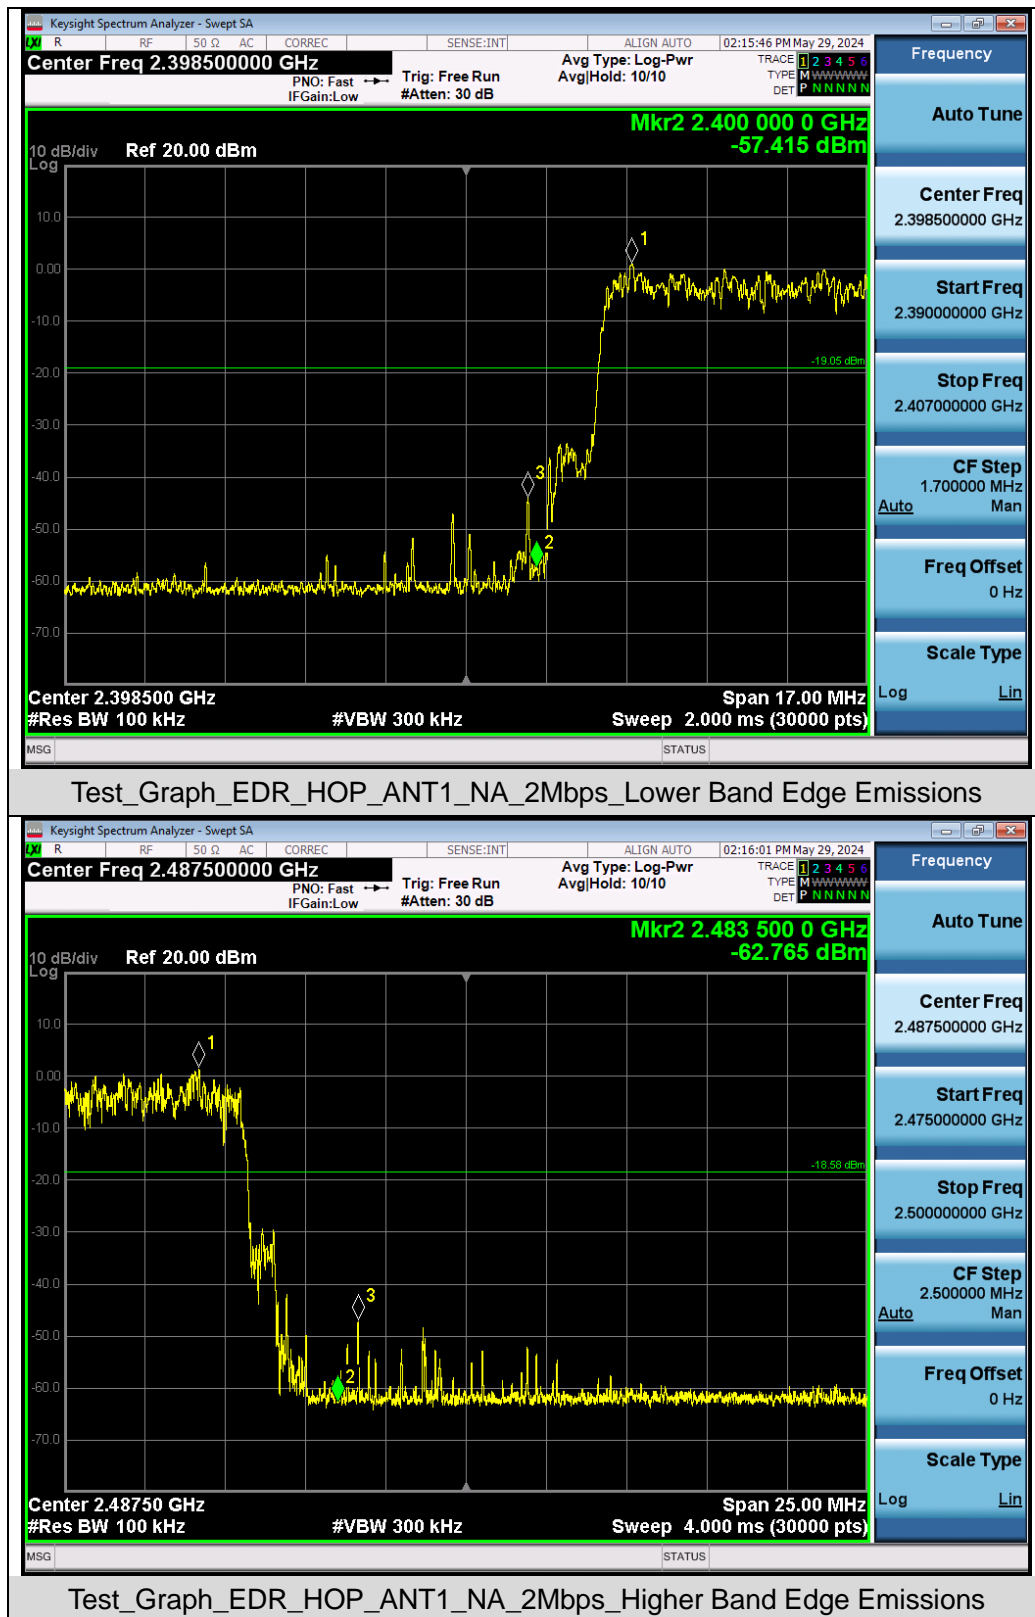 Keysight Spectrum Analyzer - Swept SA
LXI R RF 50 Ω AC CORREC SENSE:INT ALIGN AUTO 02:15:46 PM May 29, 2024
Center Freq 2.398500000 GHz
PNO: Fast
IFGain:Low
Trig: Free Run
#Atten: 30 dB
Avg Type: Log-Pwr
Avg|Hold: 10/10
TRACE 1 2 3 4 5 6
TYPE M W W W W W
DET P N N N N N
Mkr2 2.400 000 0 GHz
-57.415 dBm
10 dB/div Ref 20.00 dBm
Log
10.0
0.00
-10.0
-20.0
-30.0
-40.0
-50.0
-60.0
-70.0
1
-19.05 dBm
3
2
Center 2.398500 GHz Span 17.00 MHz
#Res BW 100 kHz #VBW 300 kHz Sweep 2.000 ms (30000 pts)
MSG STATUS
Frequency
Auto Tune
Center Freq
2.398500000 GHz
Start Freq
2.390000000 GHz
Stop Freq
2.407000000 GHz
CF Step
1.700000 MHz
Auto Man
Freq Offset
0 Hz
Scale Type
Log Lin
Test_Graph_EDR_HOP_ANT1_NA_2Mbps_Lower Band Edge Emissions
Keysight Spectrum Analyzer - Swept SA
LXI R RF 50 Ω AC CORREC SENSE:INT ALIGN AUTO 02:16:01 PM May 29, 2024
Center Freq 2.487500000 GHz
PNO: Fast
IFGain:Low
Trig: Free Run
#Atten: 30 dB
Avg Type: Log-Pwr
Avg|Hold: 10/10
TRACE 1 2 3 4 5 6
TYPE M W W W W W
DET P N N N N N
Mkr2 2.483 500 0 GHz
-62.765 dBm
10 dB/div Ref 20.00 dBm
Log
10.0
0.00
-10.0
-20.0
-30.0
-40.0
-50.0
-60.0
-70.0
1
-18.58 dBm
3
2
Center 2.48750 GHz Span 25.00 MHz
#Res BW 100 kHz #VBW 300 kHz Sweep 4.000 ms (30000 pts)
MSG STATUS
Frequency
Auto Tune
Center Freq
2.487500000 GHz
Start Freq
2.475000000 GHz
Stop Freq
2.500000000 GHz
CF Step
2.500000 MHz
Auto Man
Freq Offset
0 Hz
Scale Type
Log Lin
Test_Graph_EDR_HOP_ANT1_NA_2Mbps_Higher Band Edge Emissions